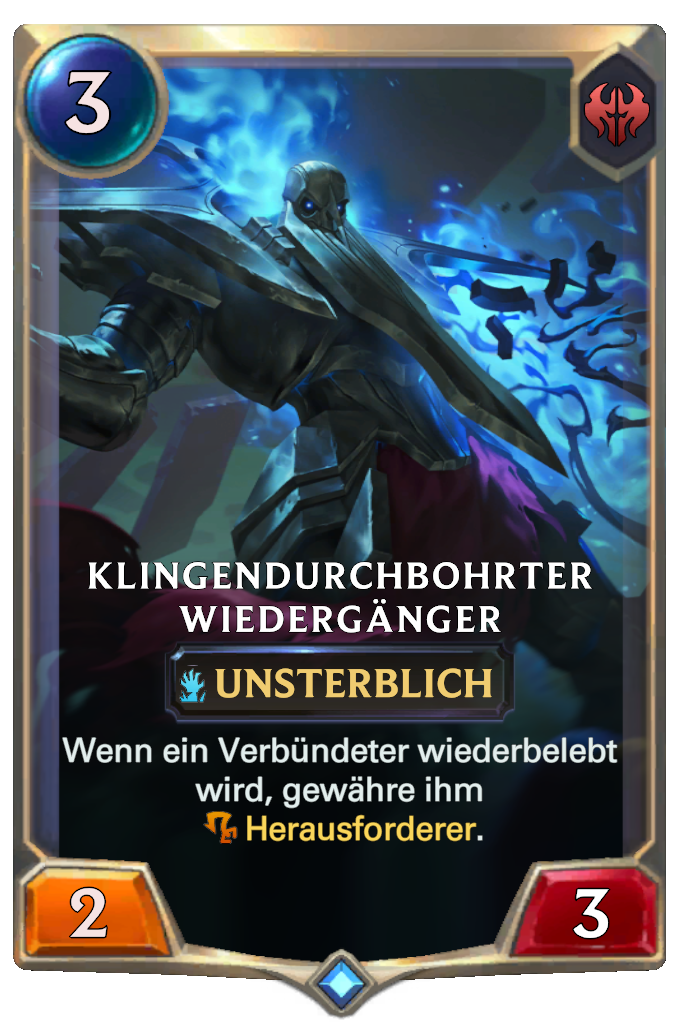 3
KLINGENDURCHBOHRTER
WIEDERGÄNGER
UNSTERBLICH
Wenn ein Verbündeter wiederbelebt
wird, gewähre ihm
Herausforderer.
2
3